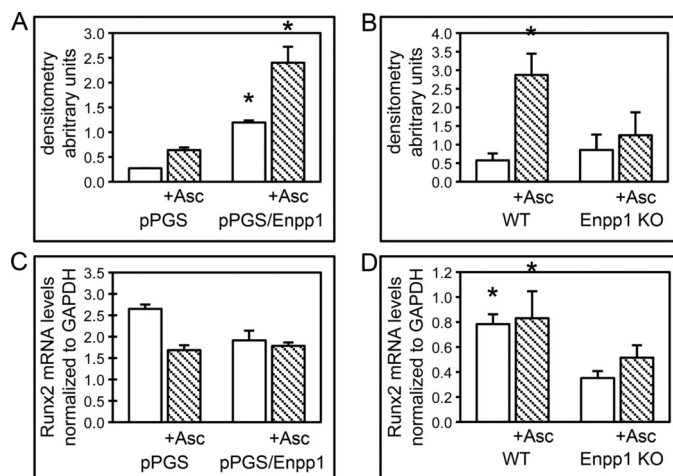 A
densitometry
abritrary units
3.0
2.5
2.0
1.5
1.0
0.5
0.0
*
*
+Asc
+Asc
pPGS
pPGS/Enpp1
B
densitometry
abritrary units
4.0
3.5
3.0
2.5
2.0
1.5
1.0
0.5
0.0
*
+Asc
+Asc
WT
Enpp1 KO
C
Runx2 mRNA levels
normalized to GAPDH
3.5
3.0
2.5
2.0
1.5
1.0
0.5
0.0
+Asc
+Asc
pPGS
pPGS/Enpp1
D
Runx2 mRNA levels
normalized to GAPDH
1.2
1.0
0.8
0.6
0.4
0.2
0.0
*
*
+Asc
+Asc
WT
Enpp1 KO